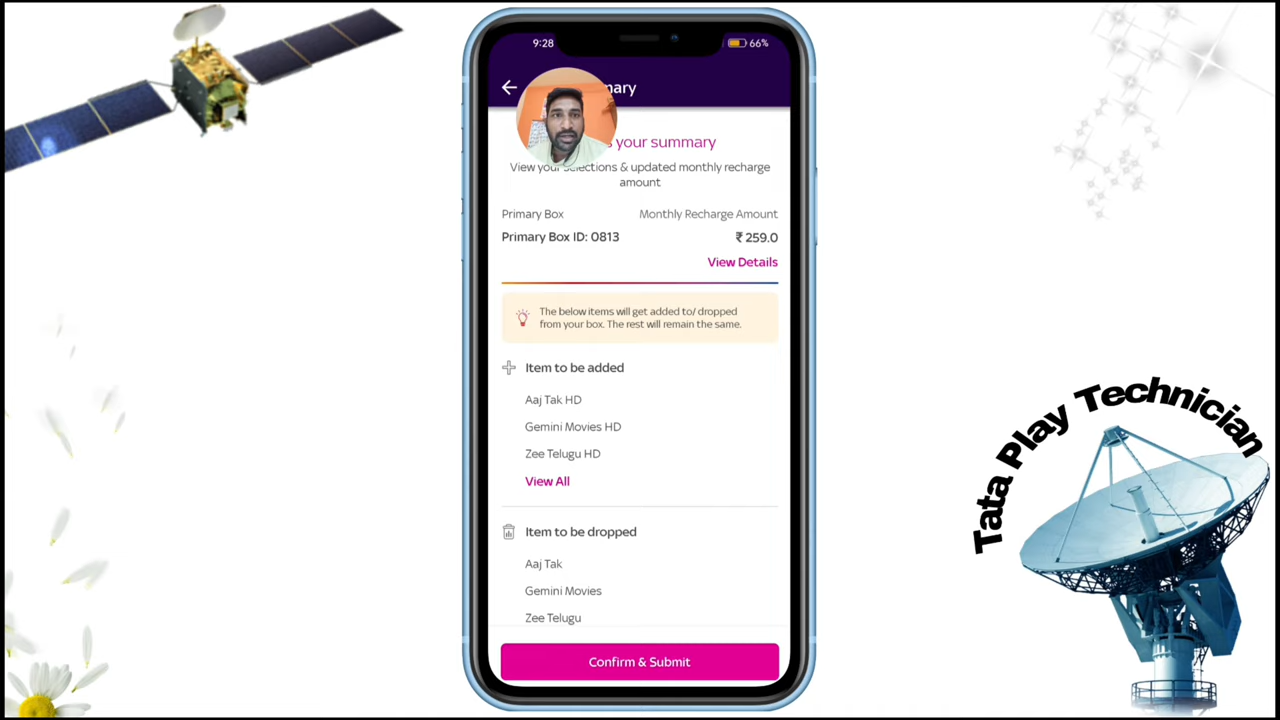 9:28
66%
mary
your summary
View your selections & updated monthly recharge
amount
Primary Box
Monthly Recharge Amount
Primary Box ID: 0813
₹ 259.0
View Details
The below items will get added to/ dropped
from your box. The rest will remain the same.
Item to be added
Aaj Tak HD
Gemini Movies HD
Zee Telugu HD
View All
Item to be dropped
Aaj Tak
Gemini Movies
Zee Telugu
Confirm & Submit
Tata Play Technician